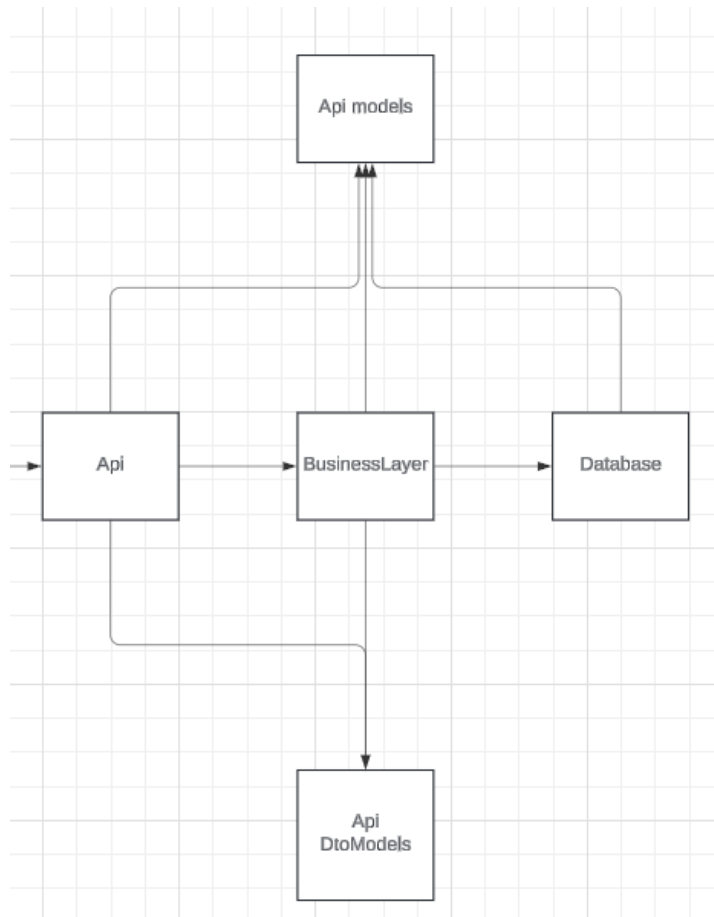 Api models
Api
BusinessLayer
Database
Api
DtoModels